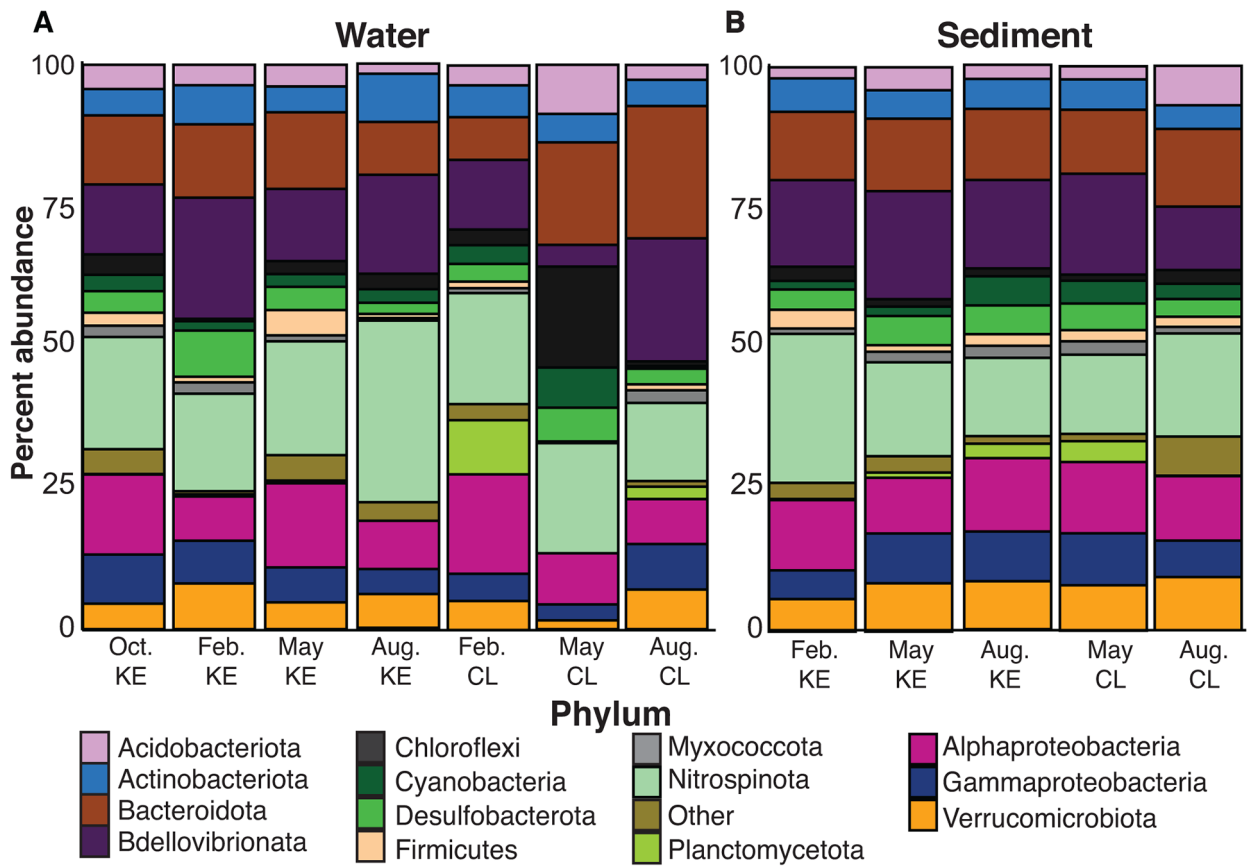 A
B
Water
Sediment
Percent abundance
100
75
50
25
0
100
75
50
25
0
Oct. KE
Feb. KE
May KE
Aug. KE
Feb. CL
May CL
Aug. CL
Feb. KE
May KE
Aug. KE
May CL
Aug. CL
Phylum
Acidobacteriota
Actinobacteriota
Bacteroidota
Bdellovibrionata
Chloroflexi
Cyanobacteria
Desulfobacterota
Firmicutes
Myxococcota
Nitrospinota
Other
Planctomycetota
Alphaproteobacteria
Gammaproteobacteria
Verrucomicrobiota